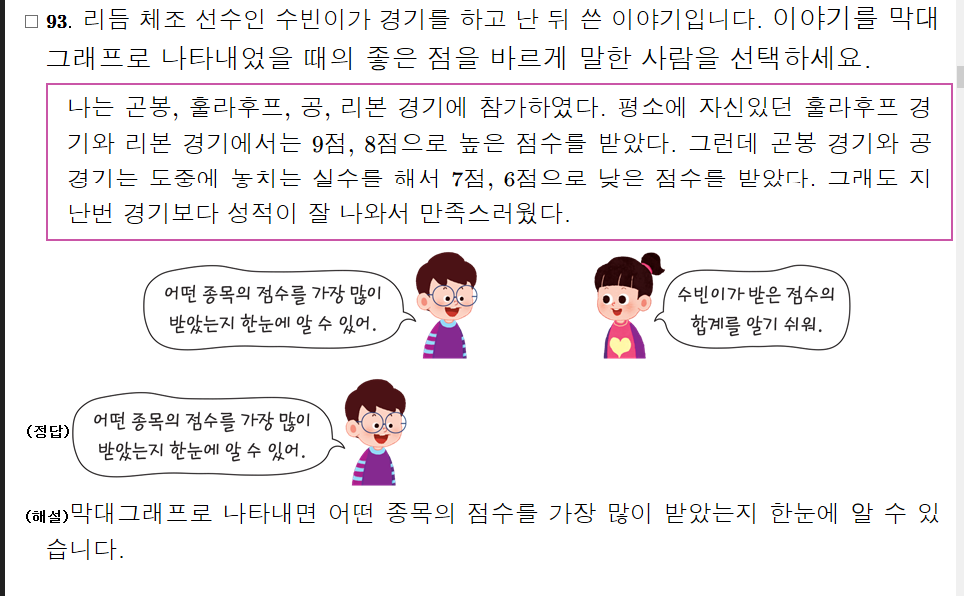 □ 93. 리듬 체조 선수인 수빈이가 경기를 하고 난 뒤 쓴 이야기입니다. 이야기를 막대
그래프로 나타내었을 때의 좋은 점을 바르게 말한 사람을 선택하세요.
나는 곤봉, 훌라후프, 공, 리본 경기에 참가하였다. 평소에 자신있던 훌라후프 경
기와 리본 경기에서는 9점, 8점으로 높은 점수를 받았다. 그런데 곤봉 경기와 공
경기는 도중에 놓치는 실수를 해서 7점, 6점으로 낮은 점수를 받았다. 그래도 지
난번 경기보다 성적이 잘 나와서 만족스러웠다.
어떤 종목의 점수를 가장 많이
받았는지 한눈에 알 수 있어.
수빈이가 받은 점수의
한계를 알기 쉬워.
(정답)
어떤 종목의 점수를 가장 많이
받았는지 한눈에 알 수 있어.
(해설)막대그래프로 나타내면 어떤 종목의 점수를 가장 많이 받았는지 한눈에 알 수 있
습니다.